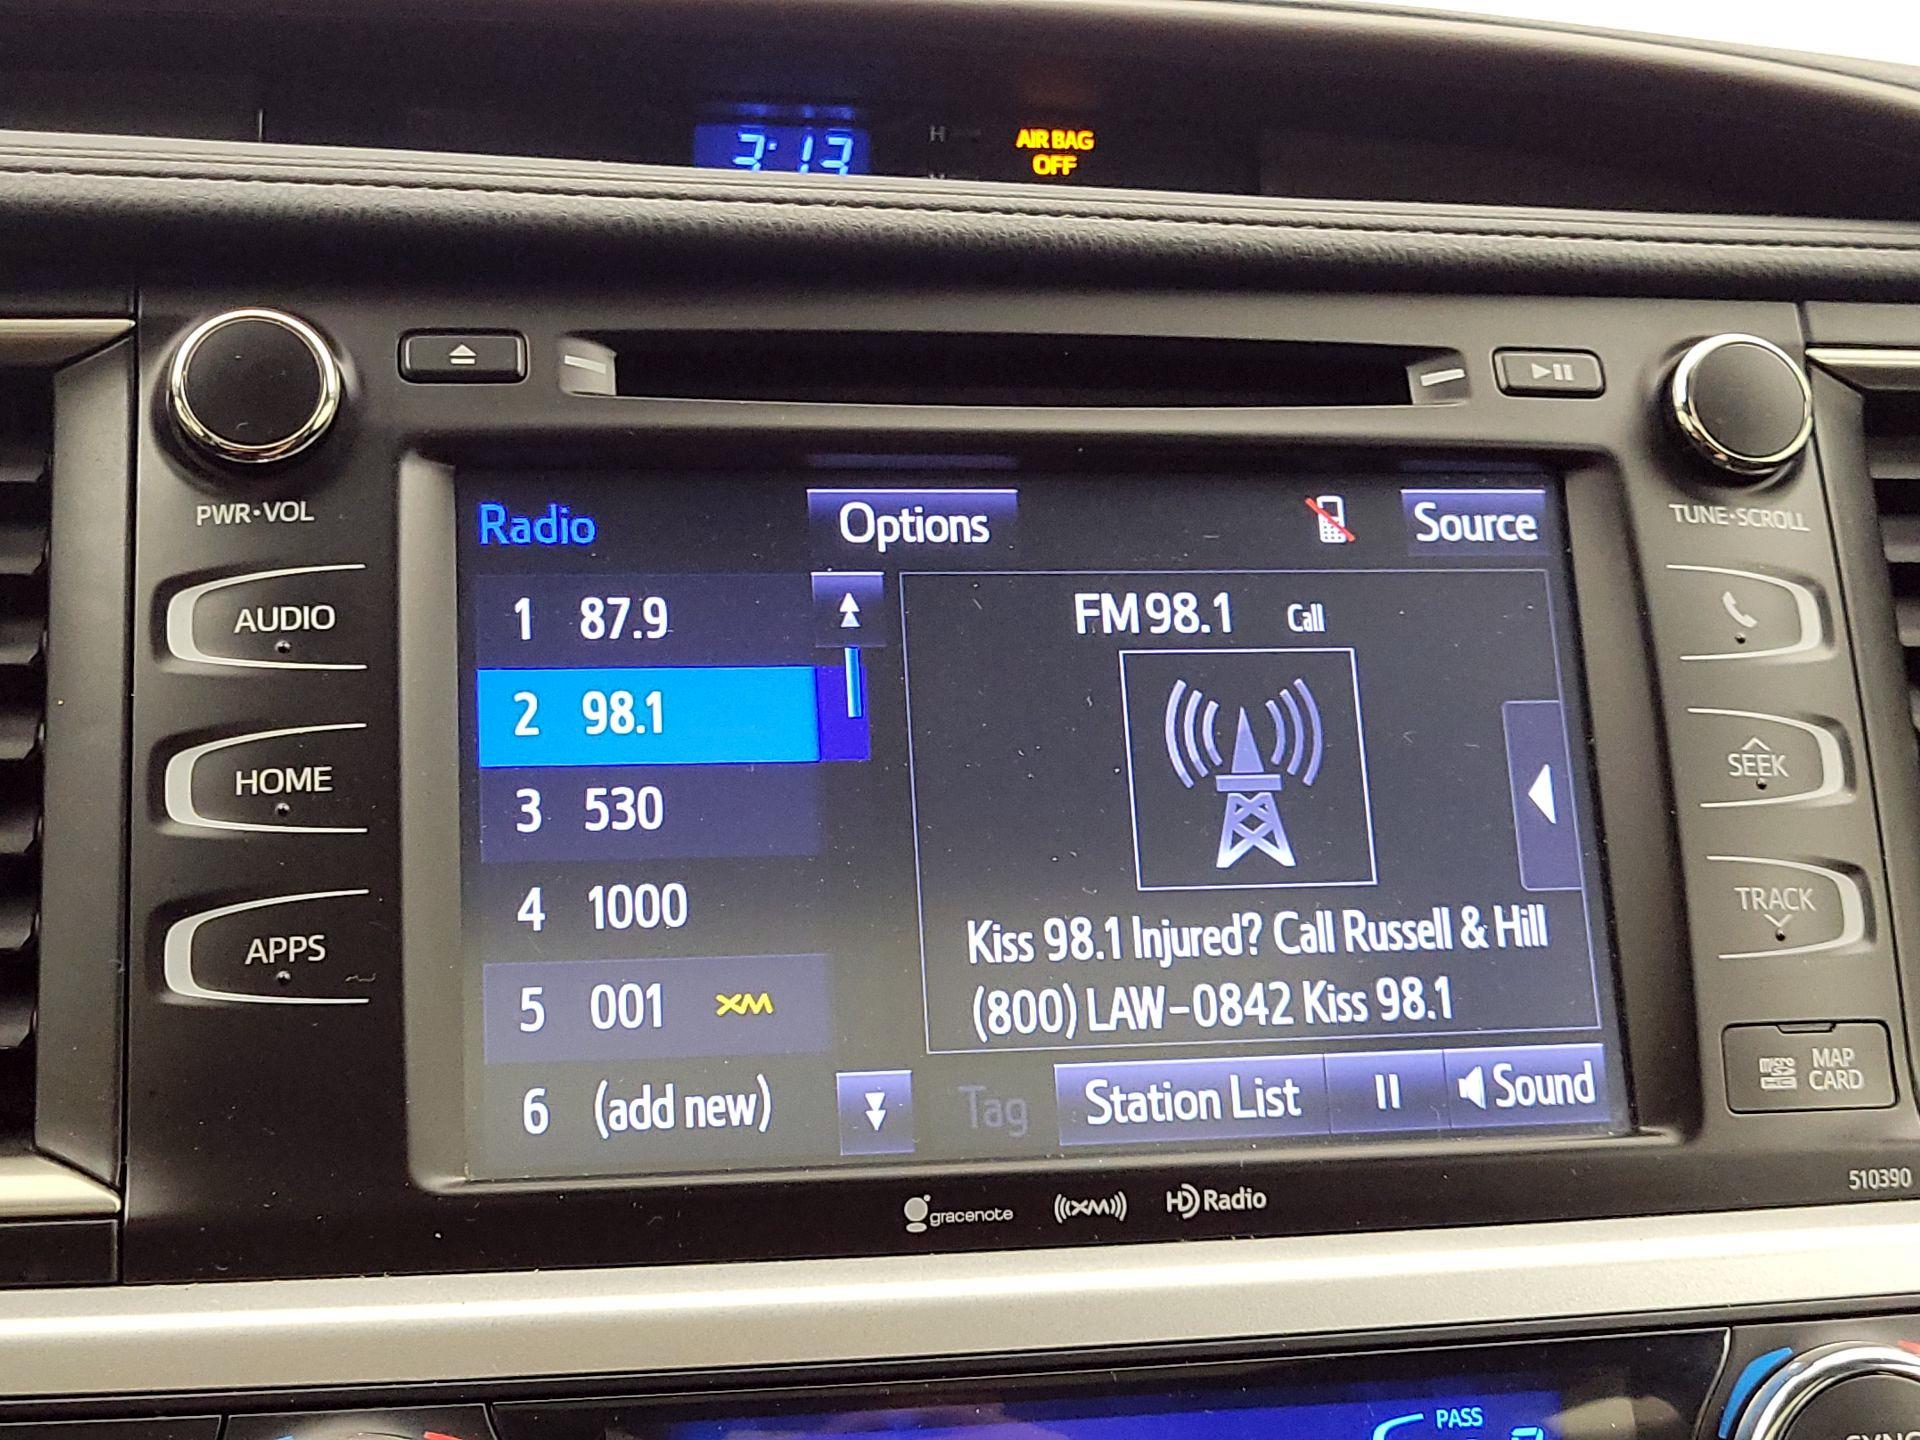 3:13
H
AIR BAG
OFF
PWR•VOL
TUNE•SCROLL
Radio
Options
Source
AUDIO
HOME
APPS
1 87.9
2 98.1
3 530
4 1000
5 001 XM
6 (add new)
FM 98.1 Call
Kiss 98.1 Injured? Call Russell & Hill
(800) LAW-0842 Kiss 98.1
Tag
Station List
Sound
SEEK
TRACK
micro
MAP
CARD
510390
gracenote
((XM))
HD Radio
PASS
SYNC